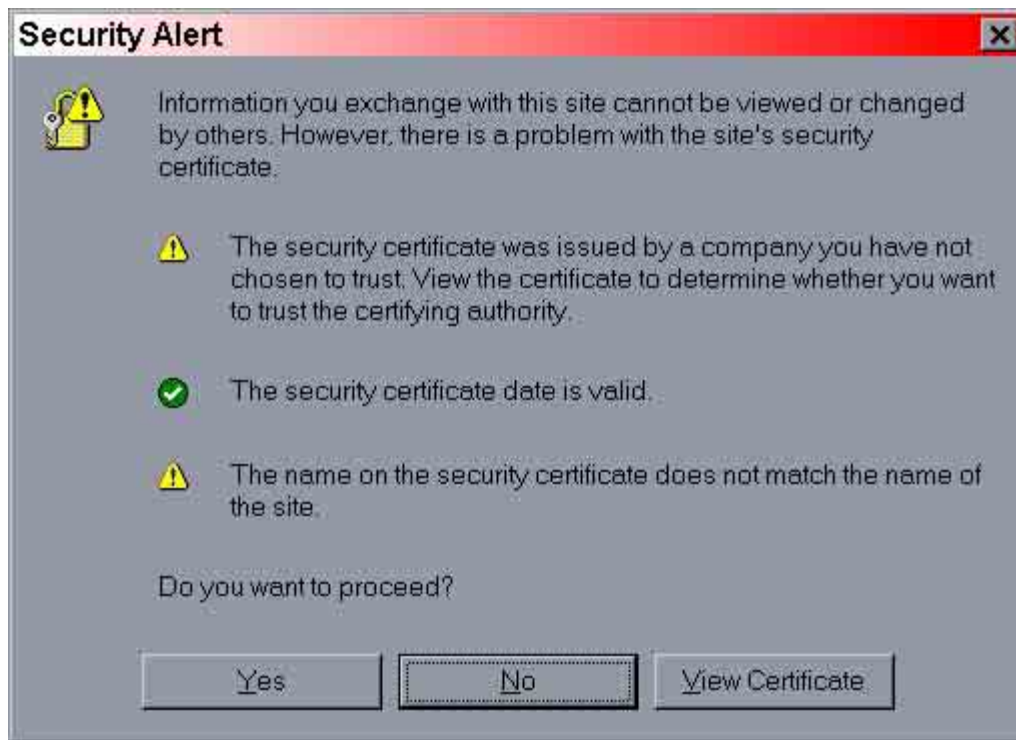 Security Alert
Information you exchange with this site cannot be viewed or changed
by others. However, there is a problem with the site's security
certificate.
The security certificate was issued by a company you have not
chosen to trust. View the certificate to determine whether you want
to trust the certifying authority.
The security certificate date is valid.
The name on the security certificate does not match the name of
the site.
Do you want to proceed?
Yes No View Certificate